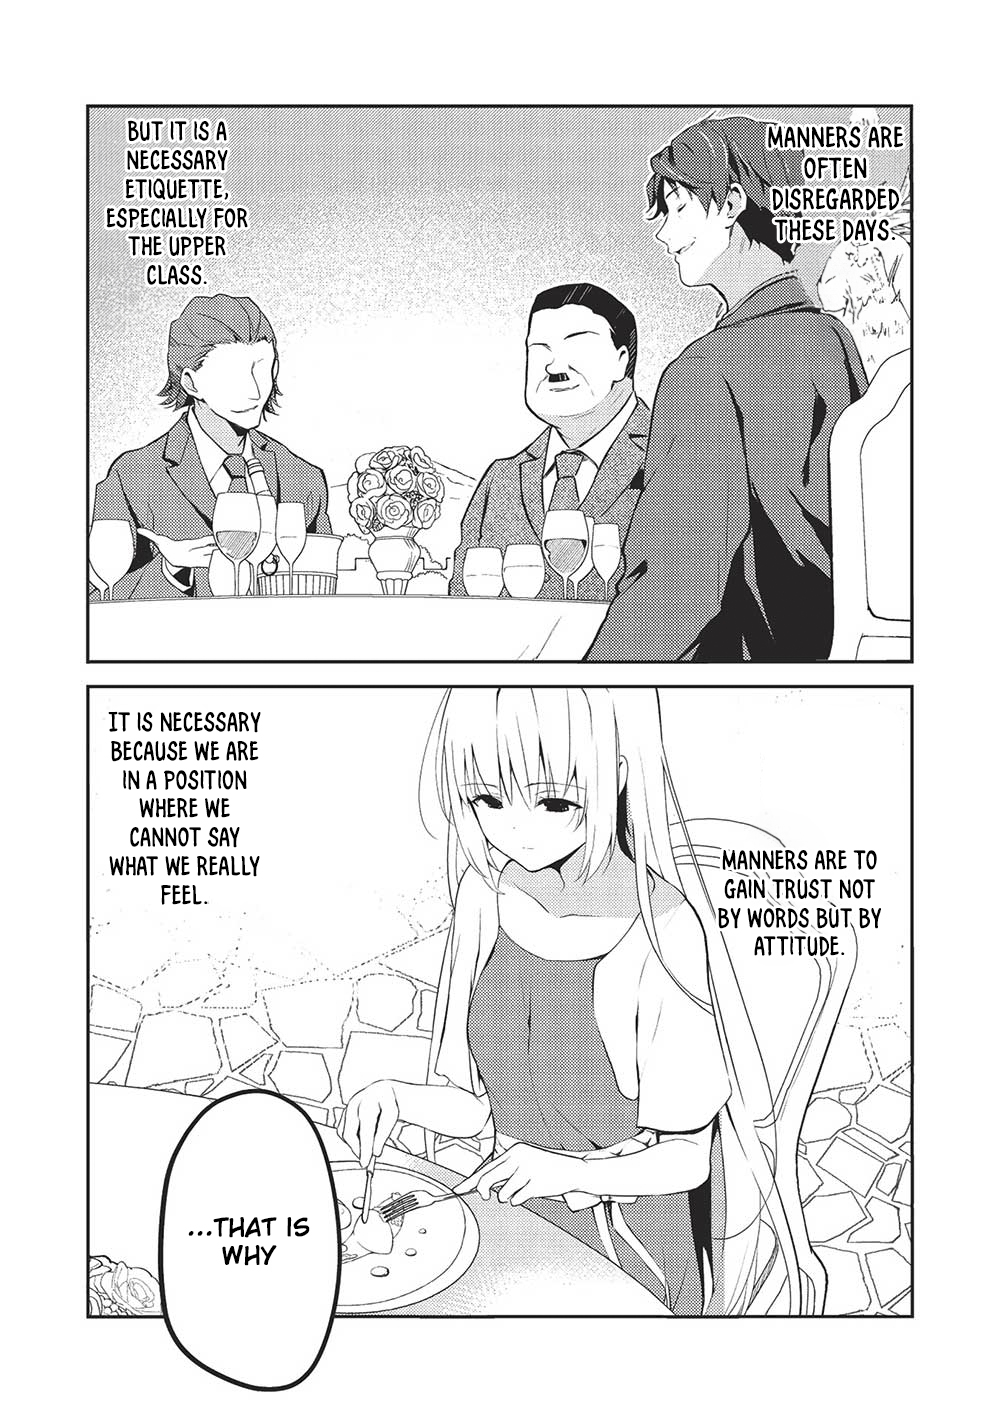 MANNERS ARE
OFTEN
DISREGARDED
THESE DAYS.
BUT IT IS A
NECESSARY
ETIQUETTE,
ESPECIALLY FOR
THE UPPER
CLASS.
MANNERS ARE TO
GAIN TRUST NOT
BY WORDS BUT BY
ATTITUDE.
IT IS NECESSARY
BECAUSE WE ARE
IN A POSITION
WHERE WE
CANNOT SAY
WHAT WE REALLY
FEEL.
...THAT IS
WHY